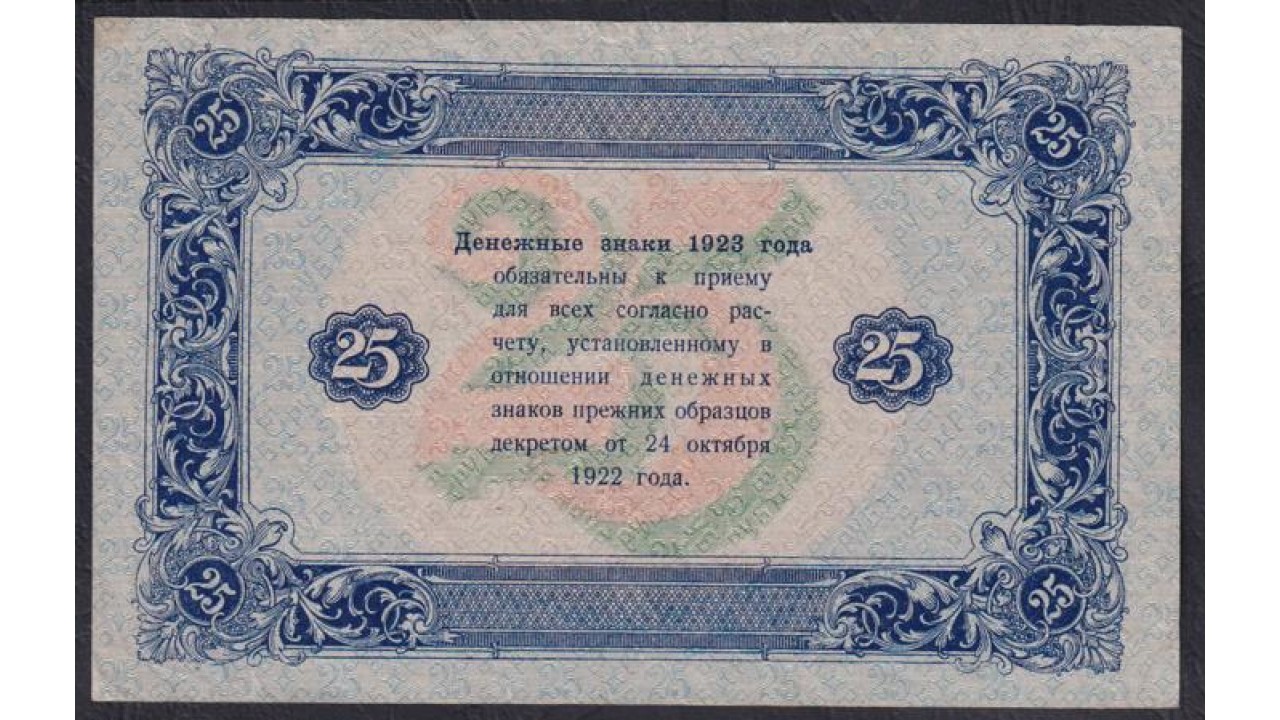 25 25
Денежные знаки 1923 года
обязательны к приему
для всех согласно рас-
чету, установленному в
25 25
отношении денежных
знаков прежних образцов
декретом от 24 октября
1922 года.
25 25